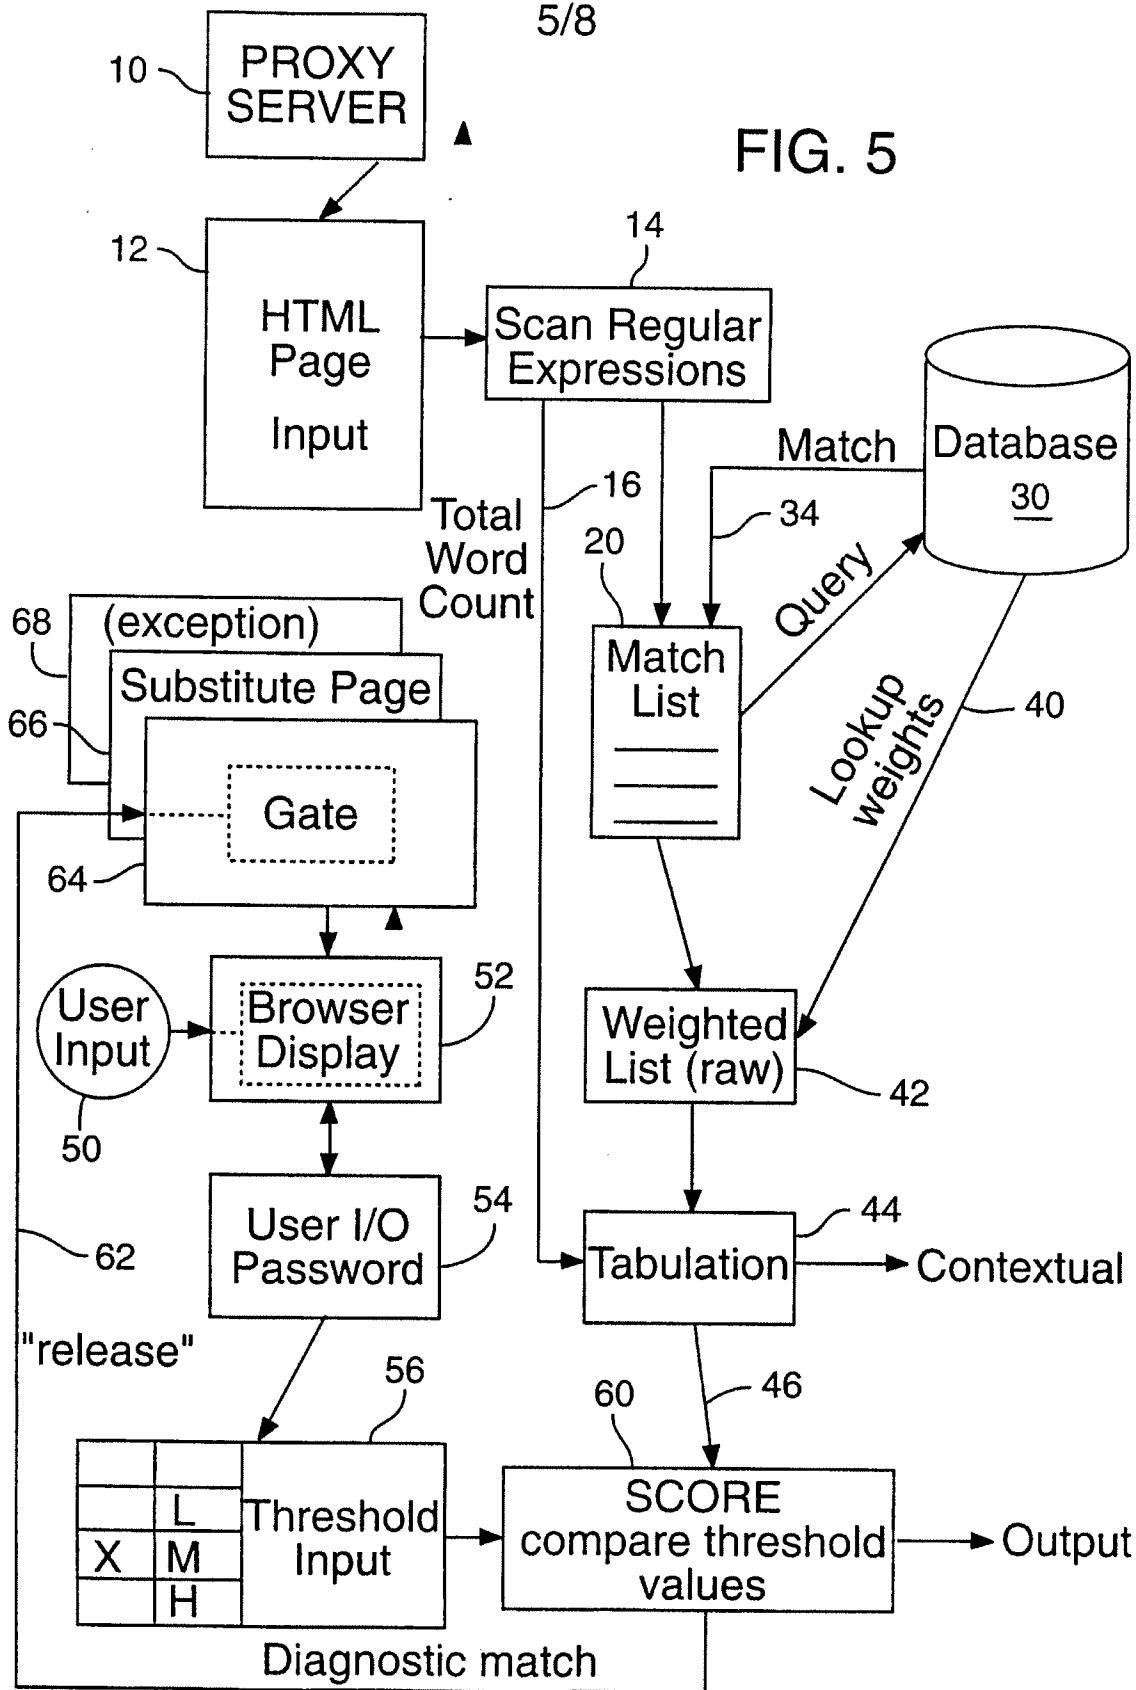 5/8
10
PROXY
SERVER
FIG. 5
12
HTML
Page
Input
14
Scan Regular
Expressions
Match
Database
30
16
34
20
Total
Word
Count
Query
68
(exception)
66
Substitute Page
Match
List
Lookup
weights
40
Gate
64
User
Input
50
Browser
Display
52
Weighted
List (raw)
42
User I/O
Password
54
44
Tabulation
Contextual
62
"release"
56
46
60
L
X M
H
Threshold
Input
SCORE
compare threshold
values
Output
Diagnostic match